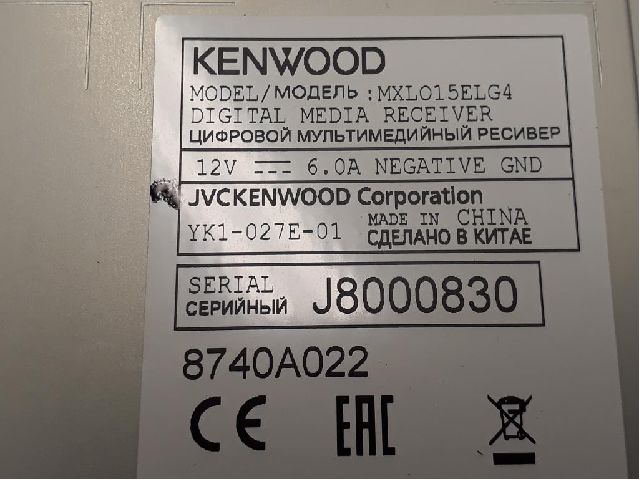 KENWOOD
MODEL/МОДЕЛЬ:MXL015ELG4
DIGITAL MEDIA RECEIVER
ЦИФРОВОЙ МУЛЬТИМЕДИЙНЫЙ РЕСИВЕР
12V ⎓ 6.0A NEGATIVE GND
JVCKENWOOD Corporation
YK1-027E-01 MADE IN CHINA
СДЕЛАНО В КИТАЕ
SERIAL
СЕРИЙНЫЙ J8000830
8740A022
CE EAC